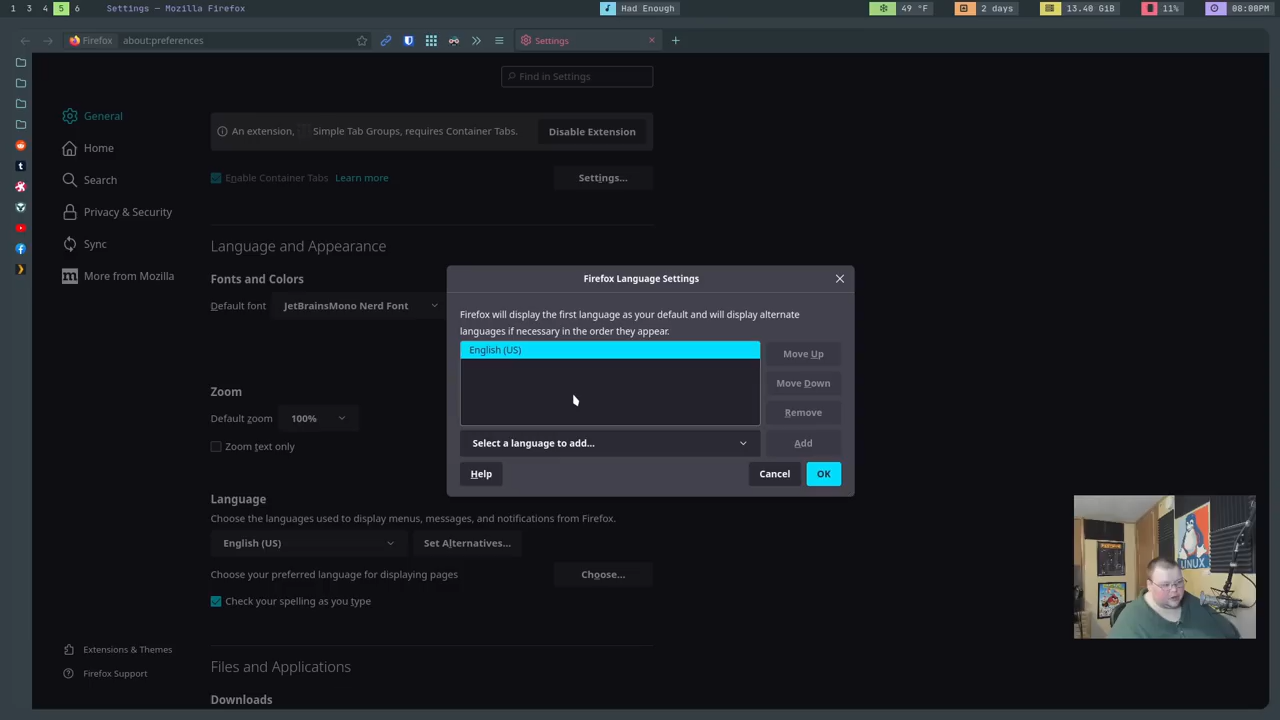 1 3 4 5 6 Settings — Mozilla Firefox Had Enough 49 °F 2 days 13.40 GiB 11% 08:08PM
Firefox about:preferences Settings
Find in Settings
General
Home
Search
Privacy & Security
Sync
More from Mozilla
Extensions & Themes
Firefox Support
An extension, Simple Tab Groups, requires Container Tabs. Disable Extension
Enable Container Tabs Learn more Settings...
Language and Appearance
Fonts and Colors
Default font JetBrainsMono Nerd Font
Zoom
Default zoom 100%
Zoom text only
Language
Choose the languages used to display menus, messages, and notifications from Firefox.
English (US) Set Alternatives...
Choose your preferred language for displaying pages Choose...
Check your spelling as you type
Files and Applications
Downloads
Firefox Language Settings
Firefox will display the first language as your default and will display alternate
languages if necessary in the order they appear.
English (US)
Move Up
Move Down
Remove
Select a language to add... Add
Help Cancel OK
LINUX